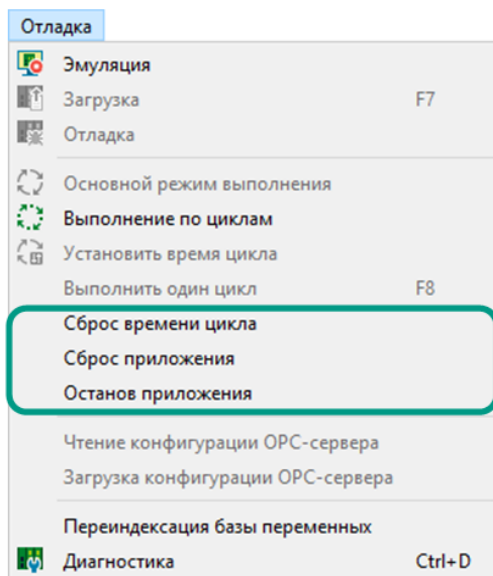 Отладка
Эмуляция
Загрузка F7
Отладка
Основной режим выполнения
Выполнение по циклам
Установить время цикла
Выполнить один цикл F8
Сброс времени цикла
Сброс приложения
Останов приложения
Чтение конфигурации OPC-сервера
Загрузка конфигурации OPC-сервера
Переиндексация базы переменных
Диагностика Ctrl+D